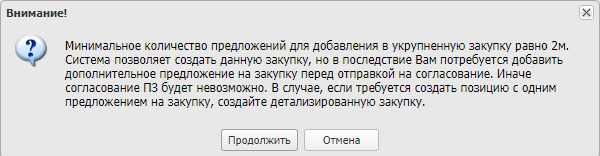 Внимание!
Минимальное количество предложений для добавления в укрупненную закупку равно 2м.
Система позволяет создать данную закупку, но в последствие Вам потребуется добавить
дополнительное предложение на закупку перед отправкой на согласование. Иначе
согласование ПЗ будет невозможно. В случае, если требуется создать позицию с одним
предложением на закупку, создайте детализированную закупку.
Продолжить
Отмена